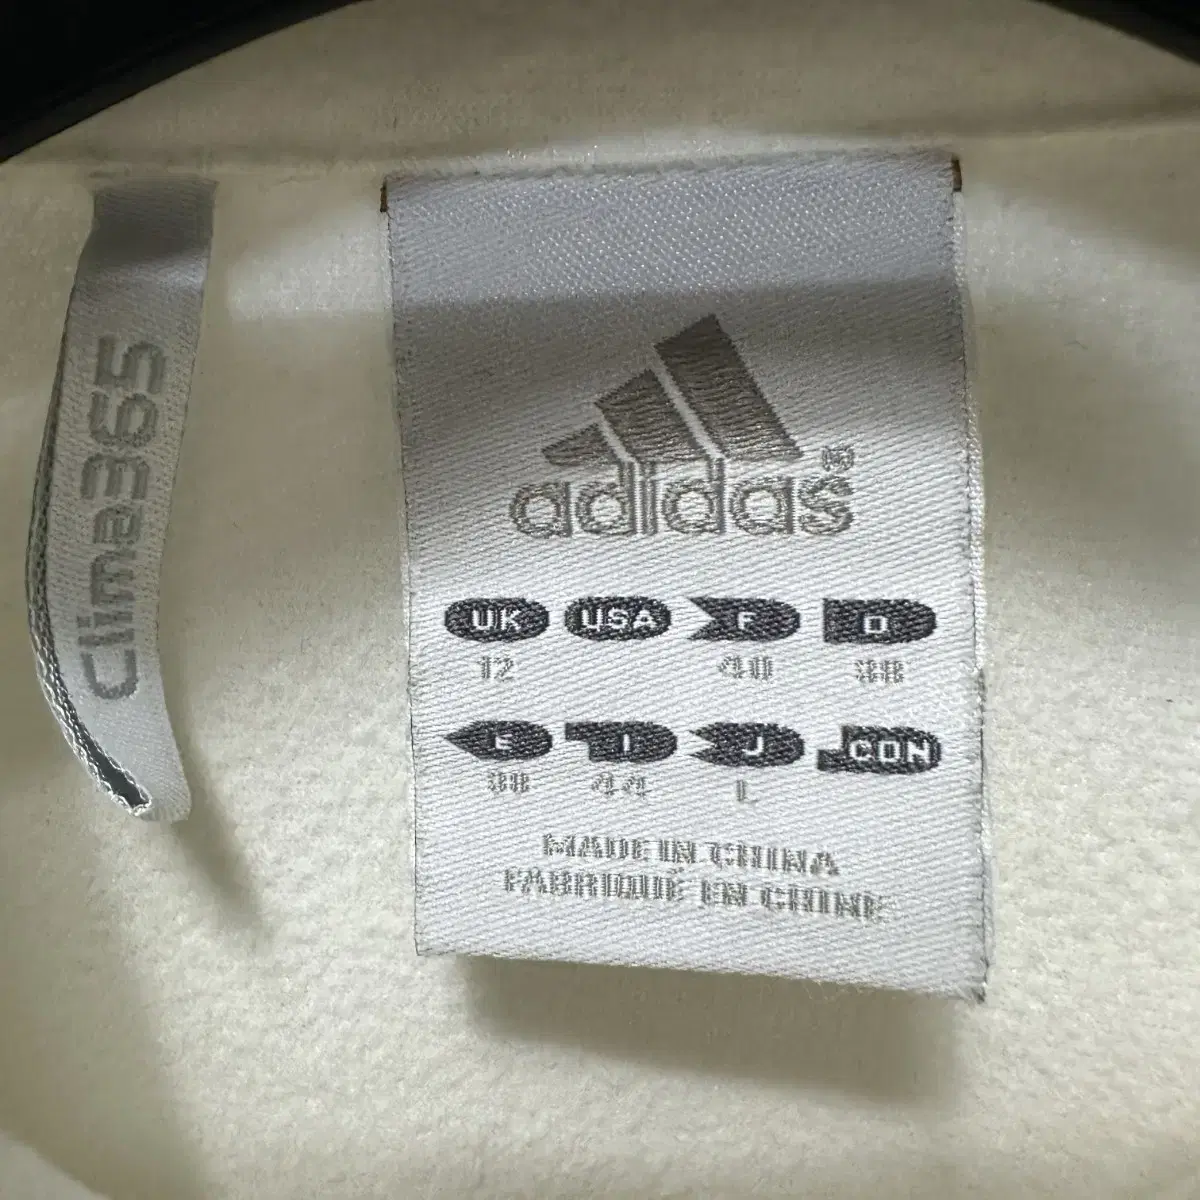 Clima365
adidas®
UK USA F D
12 40 38
E I J CON
38 44 L
MADE IN CHINA
FABRIQUÉ EN CHINE